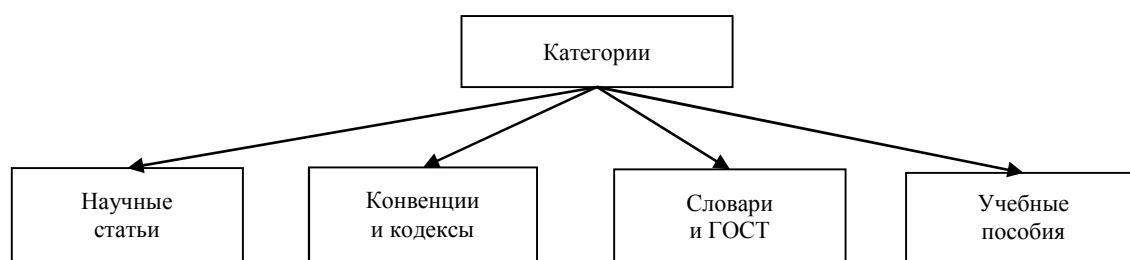 Категории
Научные
статьи
Конвенции
и кодексы
Словари
и ГОСТ
Учебные
пособия